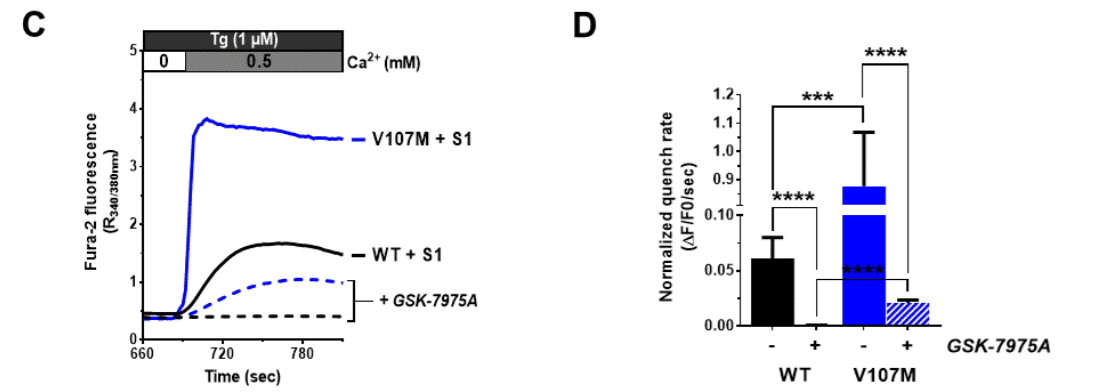 C
Tg (1 µM)
0
0.5
Ca2+ (mM)
5
4
3
2
1
0
Fura-2 fluorescence
(R340/380nm)
V107M + S1
WT + S1
+ GSK-7975A
660
720
780
Time (sec)
D
****
***
****
****
1.2
1.1
1.0
0.9
0.10
0.05
0.00
Normalized quench rate
(ΔF/F0/sec)
- + - + GSK-7975A
WT V107M